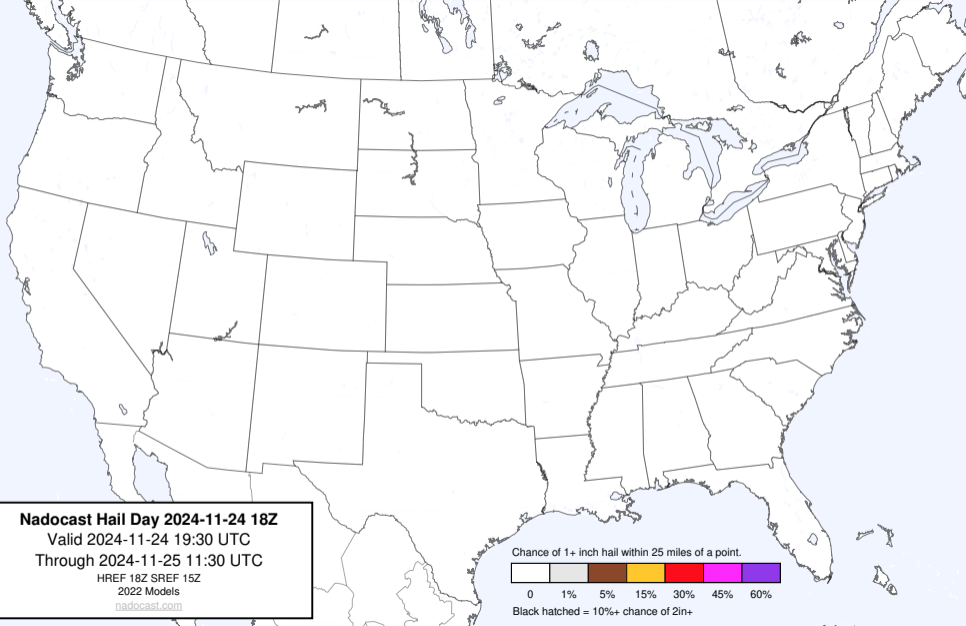 Nadocast Hail Day 2024-11-24 18Z
Valid 2024-11-24 19:30 UTC
Through 2024-11-25 11:30 UTC
HREF 18Z SREF 15Z
2022 Models
nadocast.com
Chance of 1+ inch hail within 25 miles of a point.
0 1% 5% 15% 30% 45% 60%
Black hatched = 10%+ chance of 2in+